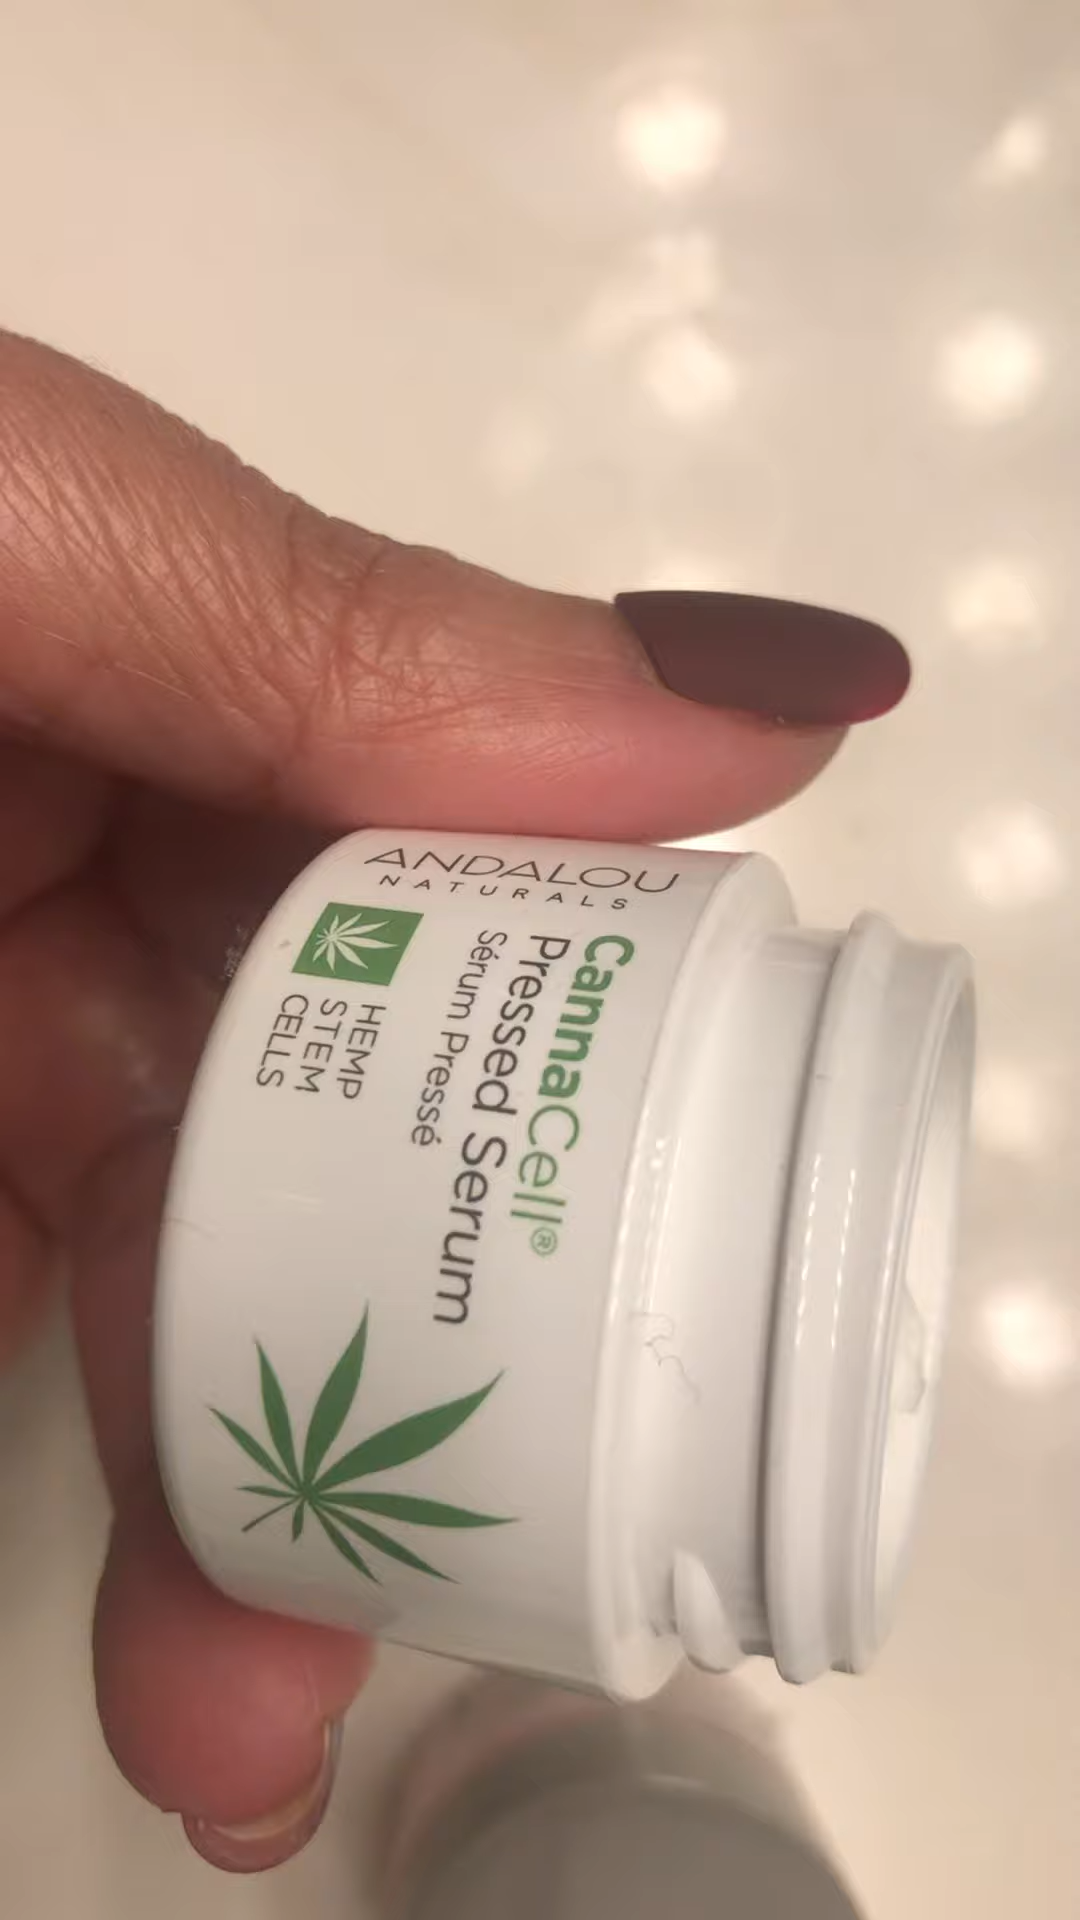 ANDALOU
NATURALS
CannaCell®
Pressed Serum
Sérum Pressé
HEMP
STEM
CELLS